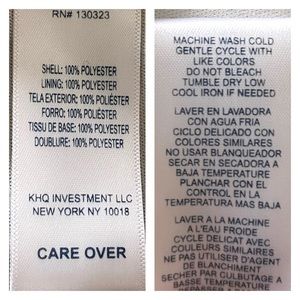 RN# 130323
SHELL: 100% POLYESTER
LINING: 100% POLYESTER
TELA EXTERIOR: 100% POLIÉSTER
FORRO: 100% POLIÉSTER
TISSU DE BASE: 100% POLYESTER
DOUBLURE: 100% POLYESTER
KHQ INVESTMENT LLC
NEW YORK NY 10018
CARE OVER
MACHINE WASH COLD
GENTLE CYCLE WITH
LIKE COLORS
DO NOT BLEACH
TUMBLE DRY LOW
COOL IRON IF NEEDED
LAVER EN LAVADORA
CON AGUA FRIA
CICLO DELICADO CON
COLORES SIMILARES
NO USAR BLANQUEADOR
SECAR EN SECADORA A
BAJA TEMPERATURE
PLANCHAR CON EL
CONTROL EN LA
TEMPERATURA MAS BAJA
LAVER A LA MACHINE
A L'EAU FROIDE
CYCLE DELICAT AVEC
COULEURS SIMILAIRES
NE PAS UTILISER D'AGENT
DE BLANCHIMENT
SECHER PAR CULBUTAGE A
BASSE TEMPERATURE